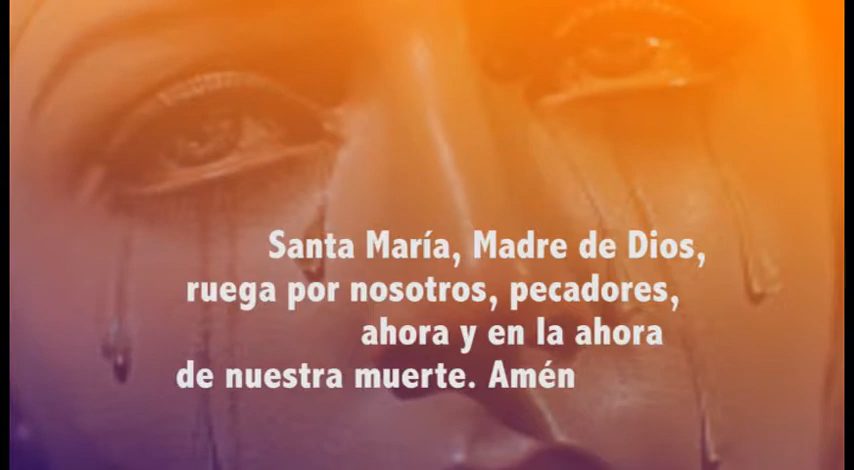 Santa María, Madre de Dios,
ruega por nosotros, pecadores,
ahora y en la ahora
de nuestra muerte. Amén